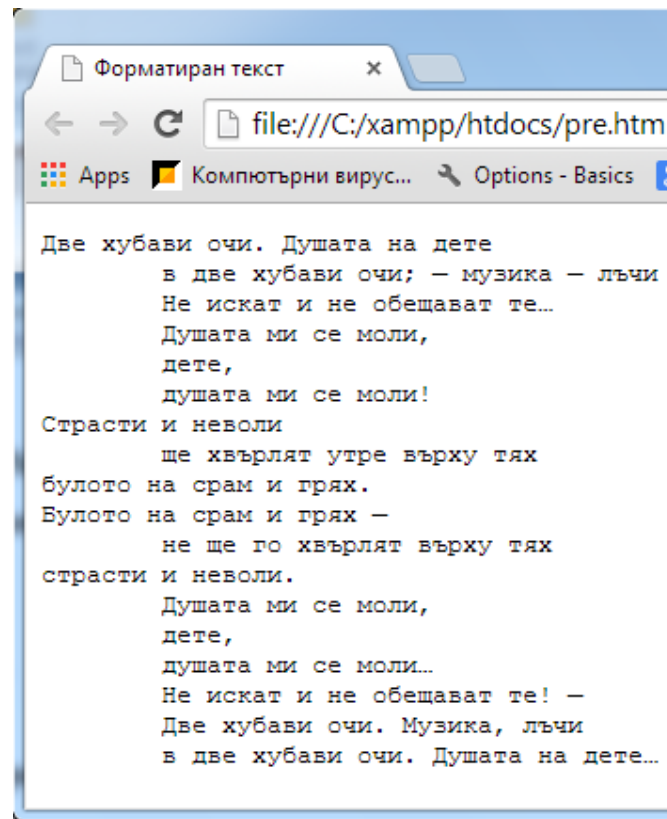 Форматиран текст
file:///C:/xampp/htdocs/pre.htm
Apps Компютърни вирус... Options - Basics
Две хубави очи. Душата на дете
в две хубави очи; — музика — лъчи
Не искат и не обещават те…
Душата ми се моли,
дете,
душата ми се моли!
Страсти и неволи
ще хвърлят утре върху тях
булото на срам и грях.
Булото на срам и грях —
не ще го хвърлят върху тях
страсти и неволи.
Душата ми се моли,
дете,
душата ми се моли…
Не искат и не обещават те! —
Две хубави очи. Музика, лъчи
в две хубави очи. Душата на дете…